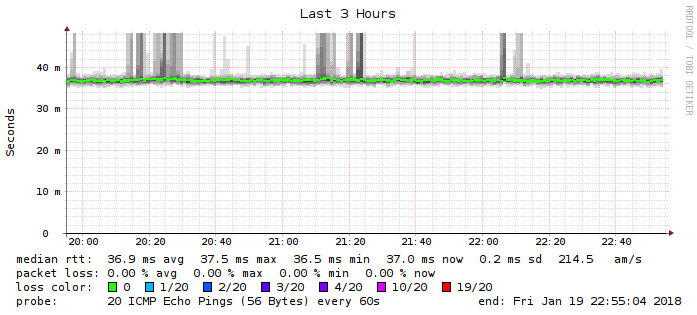 Last 3 Hours
RRDTOOL / TOBI OETIKER
Seconds
40 m
30 m
20 m
10 m
0
20:00 20:20 20:40 21:00 21:20 21:40 22:00 22:20 22:40
median rtt: 36.9 ms avg 37.5 ms max 36.5 ms min 37.0 ms now 0.2 ms sd 214.5 am/s
packet loss: 0.00 % avg 0.00 % max 0.00 % min 0.00 % now
loss color: 0 1/20 2/20 3/20 4/20 10/20 19/20
probe: 20 ICMP Echo Pings (56 Bytes) every 60s end: Fri Jan 19 22:55:04 2018